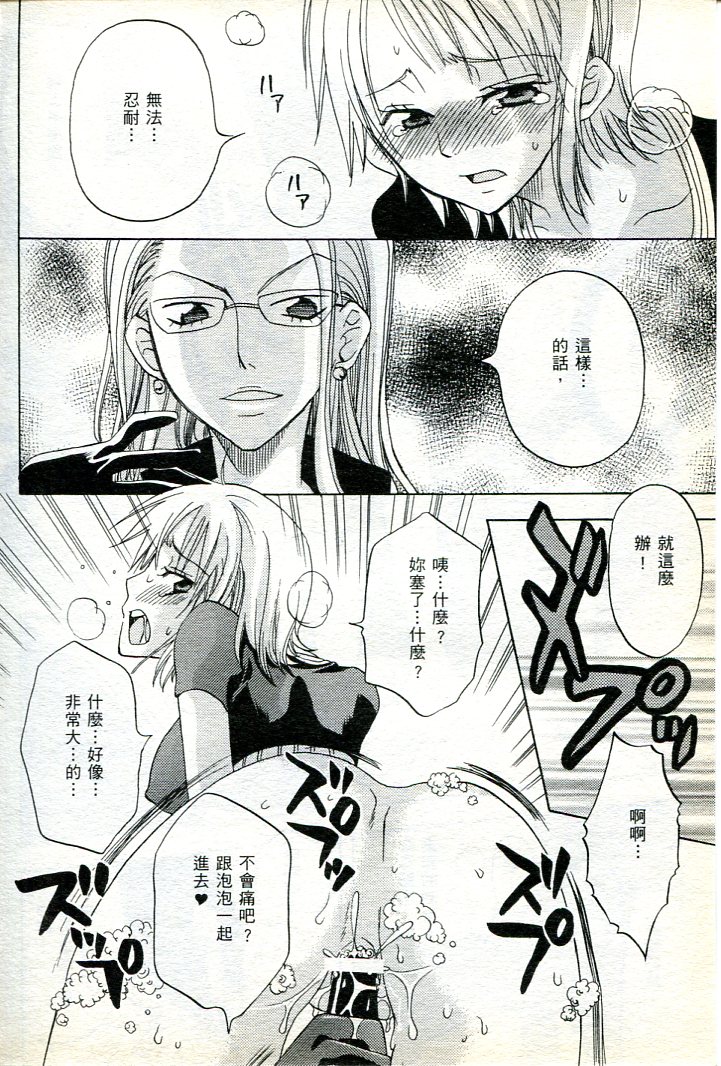 ハァ
ハァ
無法…
忍耐…
這樣…
的話，
就這麼
辦！
ズプッ
啊啊…
咦…什麼？
妳塞了…什麼？
什麼…好像…
非常大…的…
ズプ
不會痛吧？
跟泡泡一起
進去♥
ズプ
ズプ